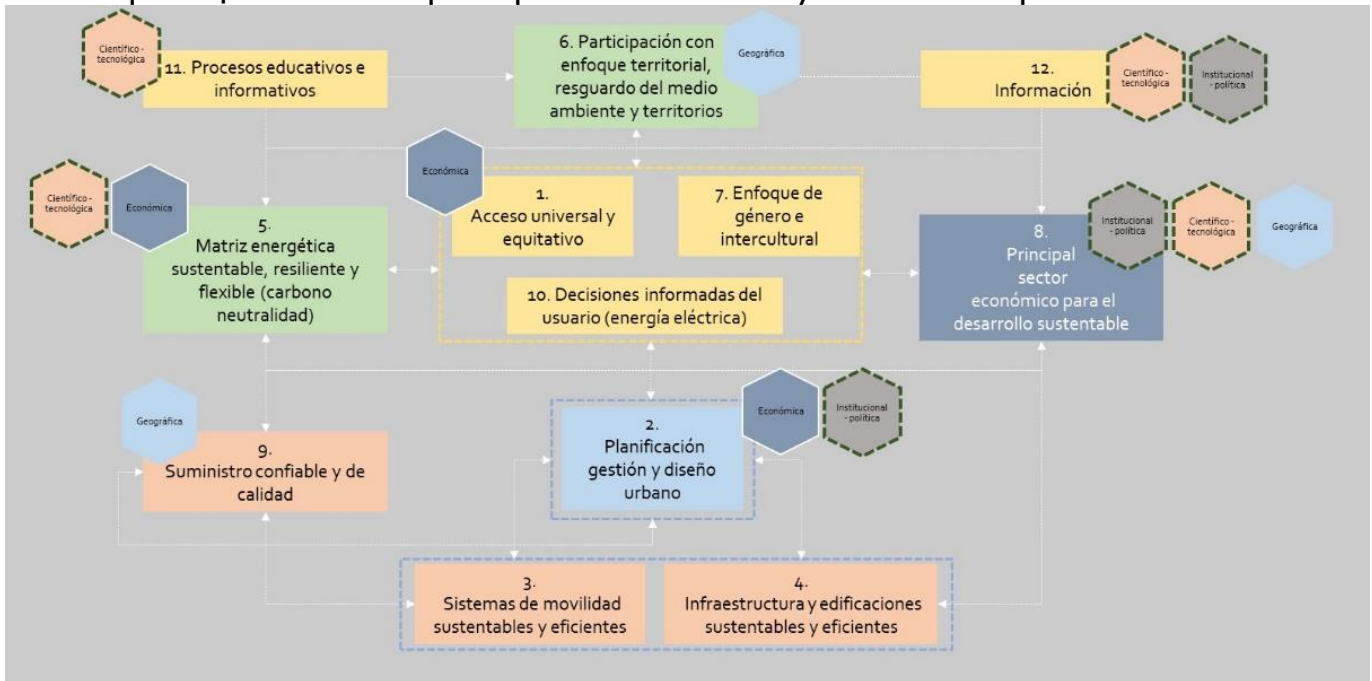 Científico -
tecnológica
11. Procesos educativos e
informativos
6. Participación con
enfoque territorial,
resguardo del medio
ambiente y territorios
Geográfica
12.
Información
Científico -
tecnológica
Institucional
- política
Científico -
tecnológica
Económica
5.
Matriz energética
sustentable, resiliente y
flexible (carbono
neutralidad)
Económica
1.
Acceso universal y
equitativo
7. Enfoque de
género e
intercultural
10. Decisiones informadas del
usuario (energía eléctrica)
Institucional
- política
Científico -
tecnológica
Geográfica
8.
Principal
sector
económico para el
desarrollo sustentable
Geográfica
9.
Suministro confiable y de
calidad
2.
Planificación
gestión y diseño
urbano
Económica
Institucional
- política
3.
Sistemas de movilidad
sustentables y eficientes
4.
Infraestructura y edificaciones
sustentables y eficientes